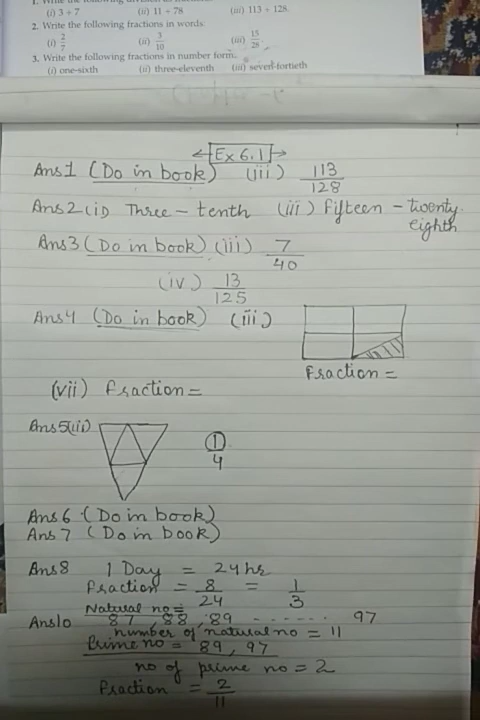 (i) 3 ÷ 7 (ii) 11 ÷ 78 (iii) 113 ÷ 128.
2. Write the following fractions in words.
(i) 2/7 (ii) 3/10 (iii) 15/28
3. Write the following fractions in number form.
(i) one-sixth (ii) three-eleventh (iii) seven-fortieth
Ex 6.1
Ans1 (Do in book) (iii) 113/128
Ans2 (ii) Three - tenth (iii) fifteen - twenty
eighth
Ans3 (Do in book) (iii) 7/40
(iv) 13/125
Ans4 (Do in book) (iii)
Fraction =
(vii) Fraction =
Ans5(iii) 1/4
Ans6 (Do in book)
Ans7 (Do in book)
Ans8 1 Day = 24 hr
Fraction = 8/24 = 1/3
Natural no =
Ans10 87, 88, 89 ....... 97
number of natural no = 11
Prime no = 89, 97
no of prime no = 2
Fraction = 2/11